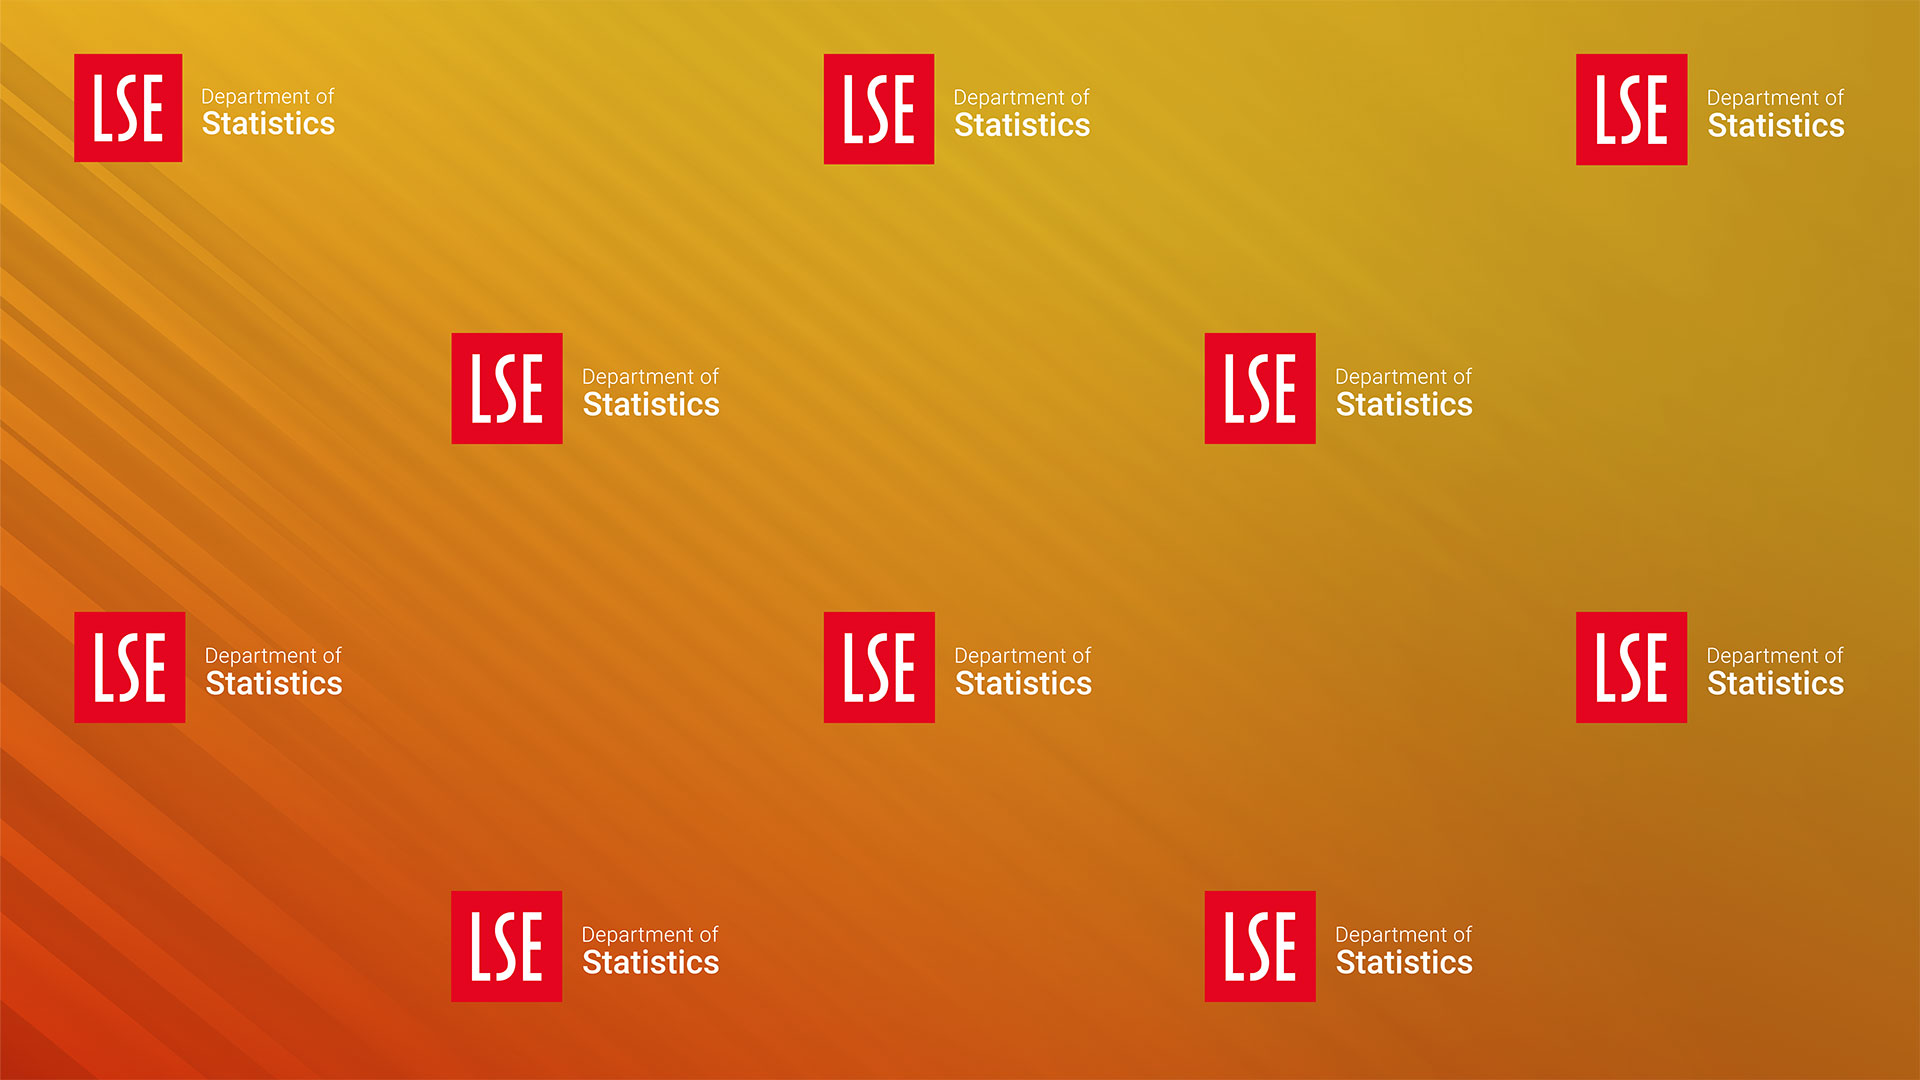 LSE
Department of
Statistics
LSE
Department of
Statistics
LSE
Department of
Statistics
LSE
Department of
Statistics
LSE
Department of
Statistics
LSE
Department of
Statistics
LSE
Department of
Statistics
LSE
Department of
Statistics
LSE
Department of
Statistics
LSE
Department of
Statistics